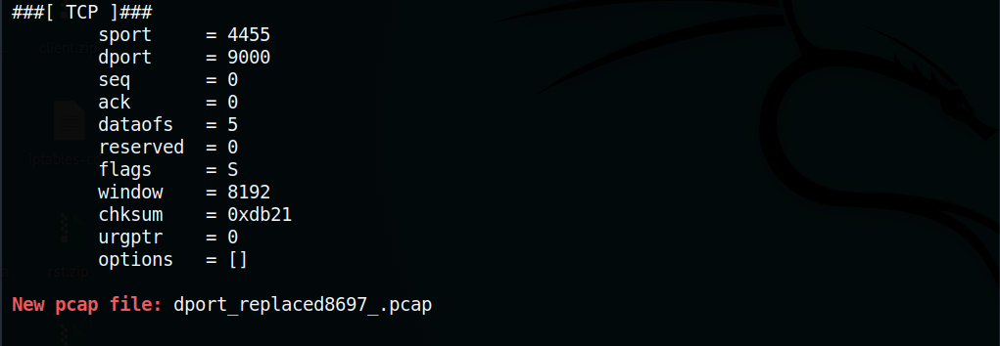 ###[ TCP ]###
sport = 4455
dport = 9000
seq = 0
ack = 0
dataofs = 5
reserved = 0
flags = S
window = 8192
chksum = 0xdb21
urgptr = 0
options = []
New pcap file: dport_replaced8697_.pcap